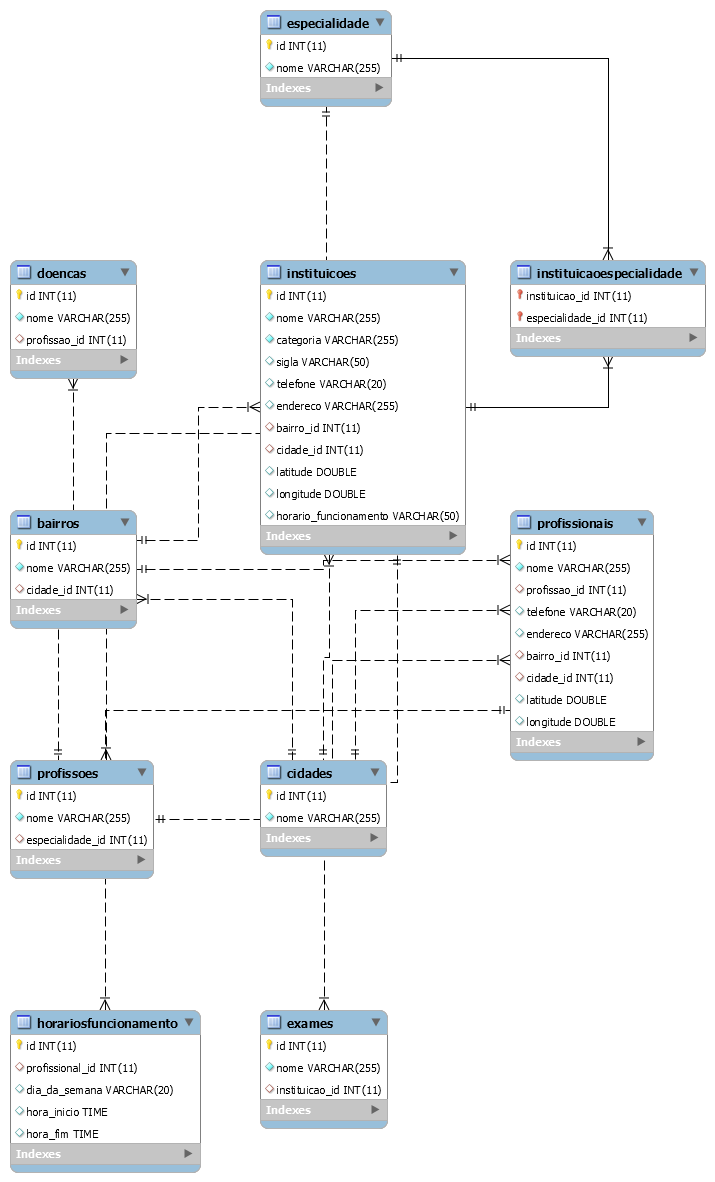 especialidade
id INT(11)
nome VARCHAR(255)
Indexes
doencas
id INT(11)
nome VARCHAR(255)
profissao_id INT(11)
Indexes
instituicoes
id INT(11)
nome VARCHAR(255)
categoria VARCHAR(255)
sigla VARCHAR(50)
telefone VARCHAR(20)
endereco VARCHAR(255)
bairro_id INT(11)
cidade_id INT(11)
latitude DOUBLE
longitude DOUBLE
horario_funcionamento VARCHAR(50)
Indexes
instituicaoespecialidade
instituicao_id INT(11)
especialidade_id INT(11)
Indexes
bairros
id INT(11)
nome VARCHAR(255)
cidade_id INT(11)
Indexes
profissionais
id INT(11)
nome VARCHAR(255)
profissao_id INT(11)
telefone VARCHAR(20)
endereco VARCHAR(255)
bairro_id INT(11)
cidade_id INT(11)
latitude DOUBLE
longitude DOUBLE
Indexes
profissoes
id INT(11)
nome VARCHAR(255)
especialidade_id INT(11)
Indexes
cidades
id INT(11)
nome VARCHAR(255)
Indexes
horariosfuncionamento
id INT(11)
profissional_id INT(11)
dia_da_semana VARCHAR(20)
hora_inicio TIME
hora_fim TIME
Indexes
exames
id INT(11)
nome VARCHAR(255)
instituicao_id INT(11)
Indexes